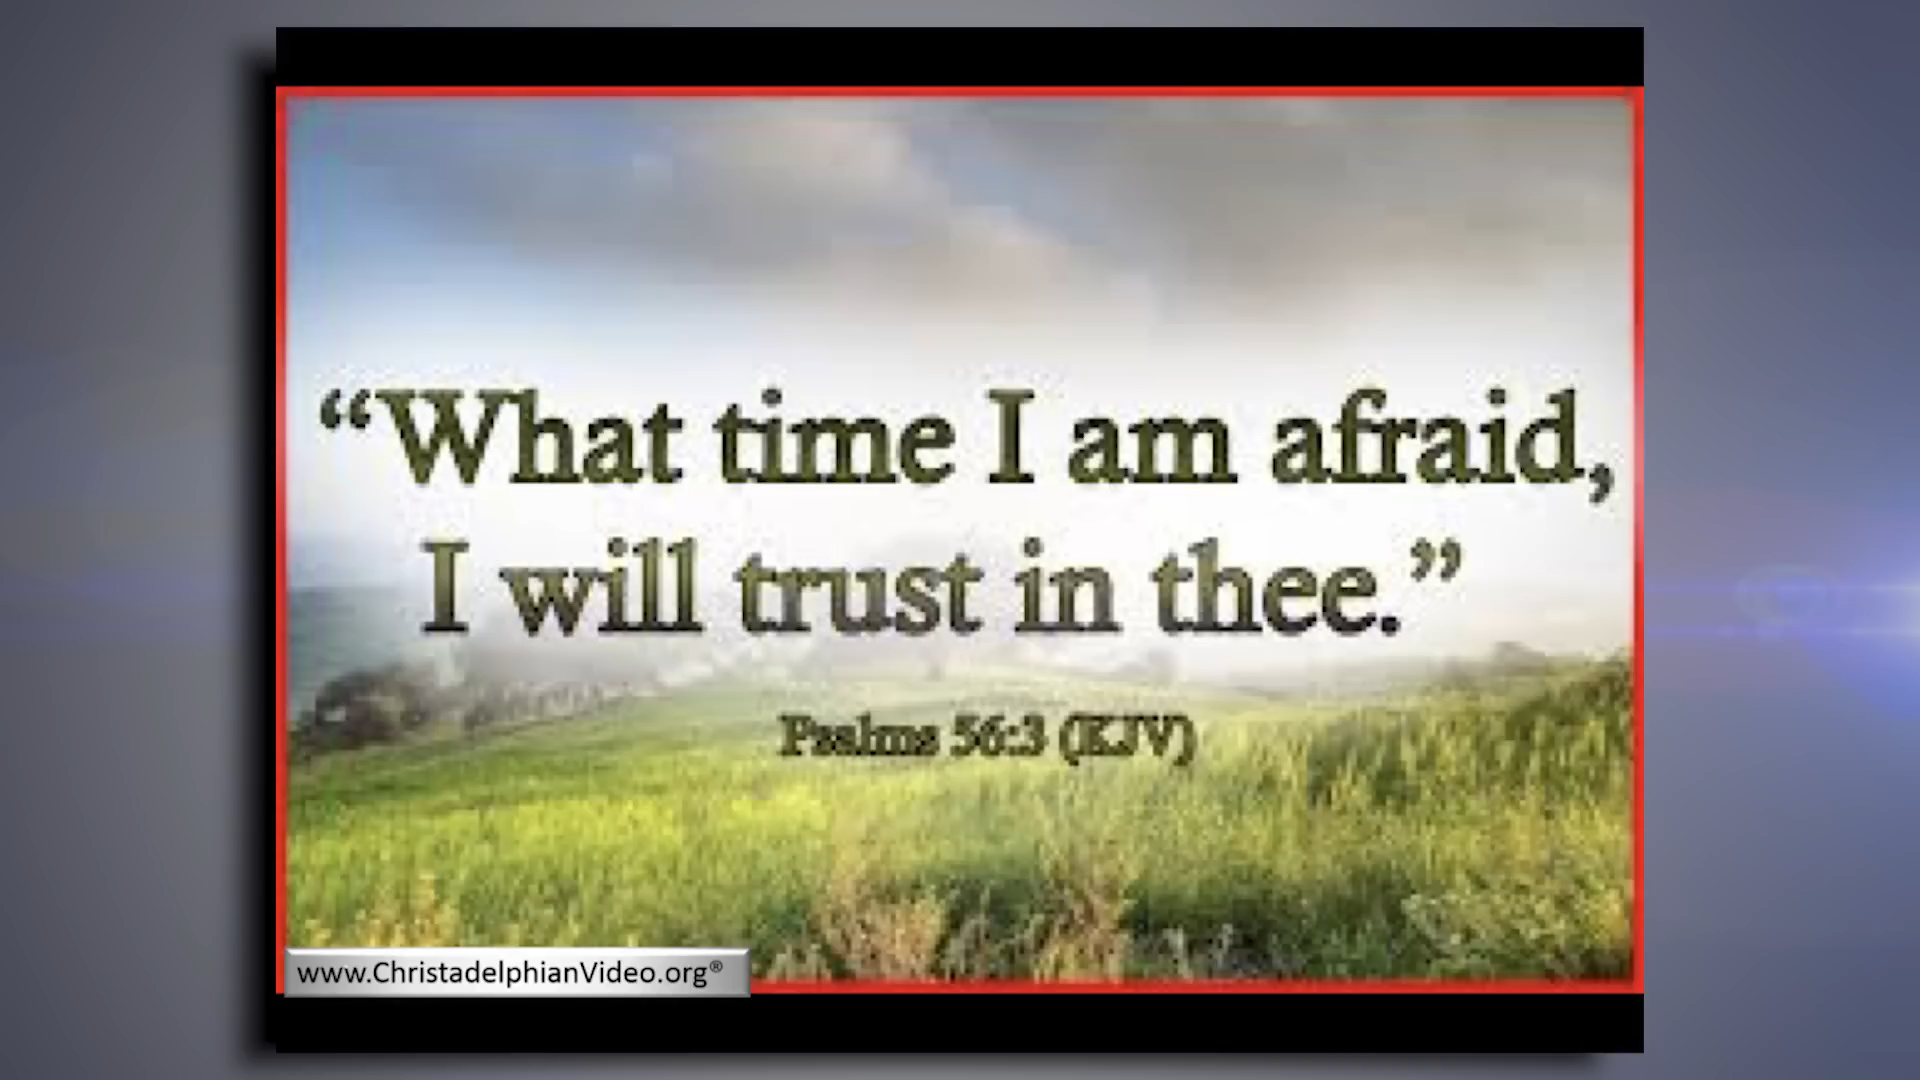 “What time I am afraid,
I will trust in thee.”
Psalms 56:3 (KJV)
www.ChristadelphianVideo.org®